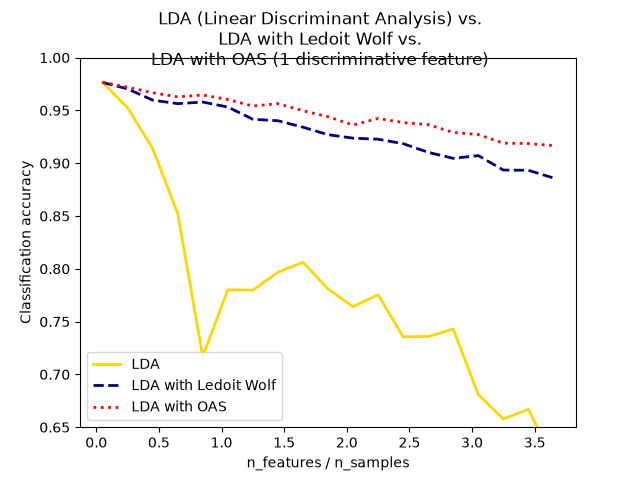 LDA (Linear Discriminant Analysis) vs.
LDA with Ledoit Wolf vs.
LDA with OAS (1 discriminative feature)
1.00
0.95
0.90
0.85
0.80
0.75
0.70
0.65
Classification accuracy
LDA
LDA with Ledoit Wolf
LDA with OAS
0.0 0.5 1.0 1.5 2.0 2.5 3.0 3.5
n_features / n_samples